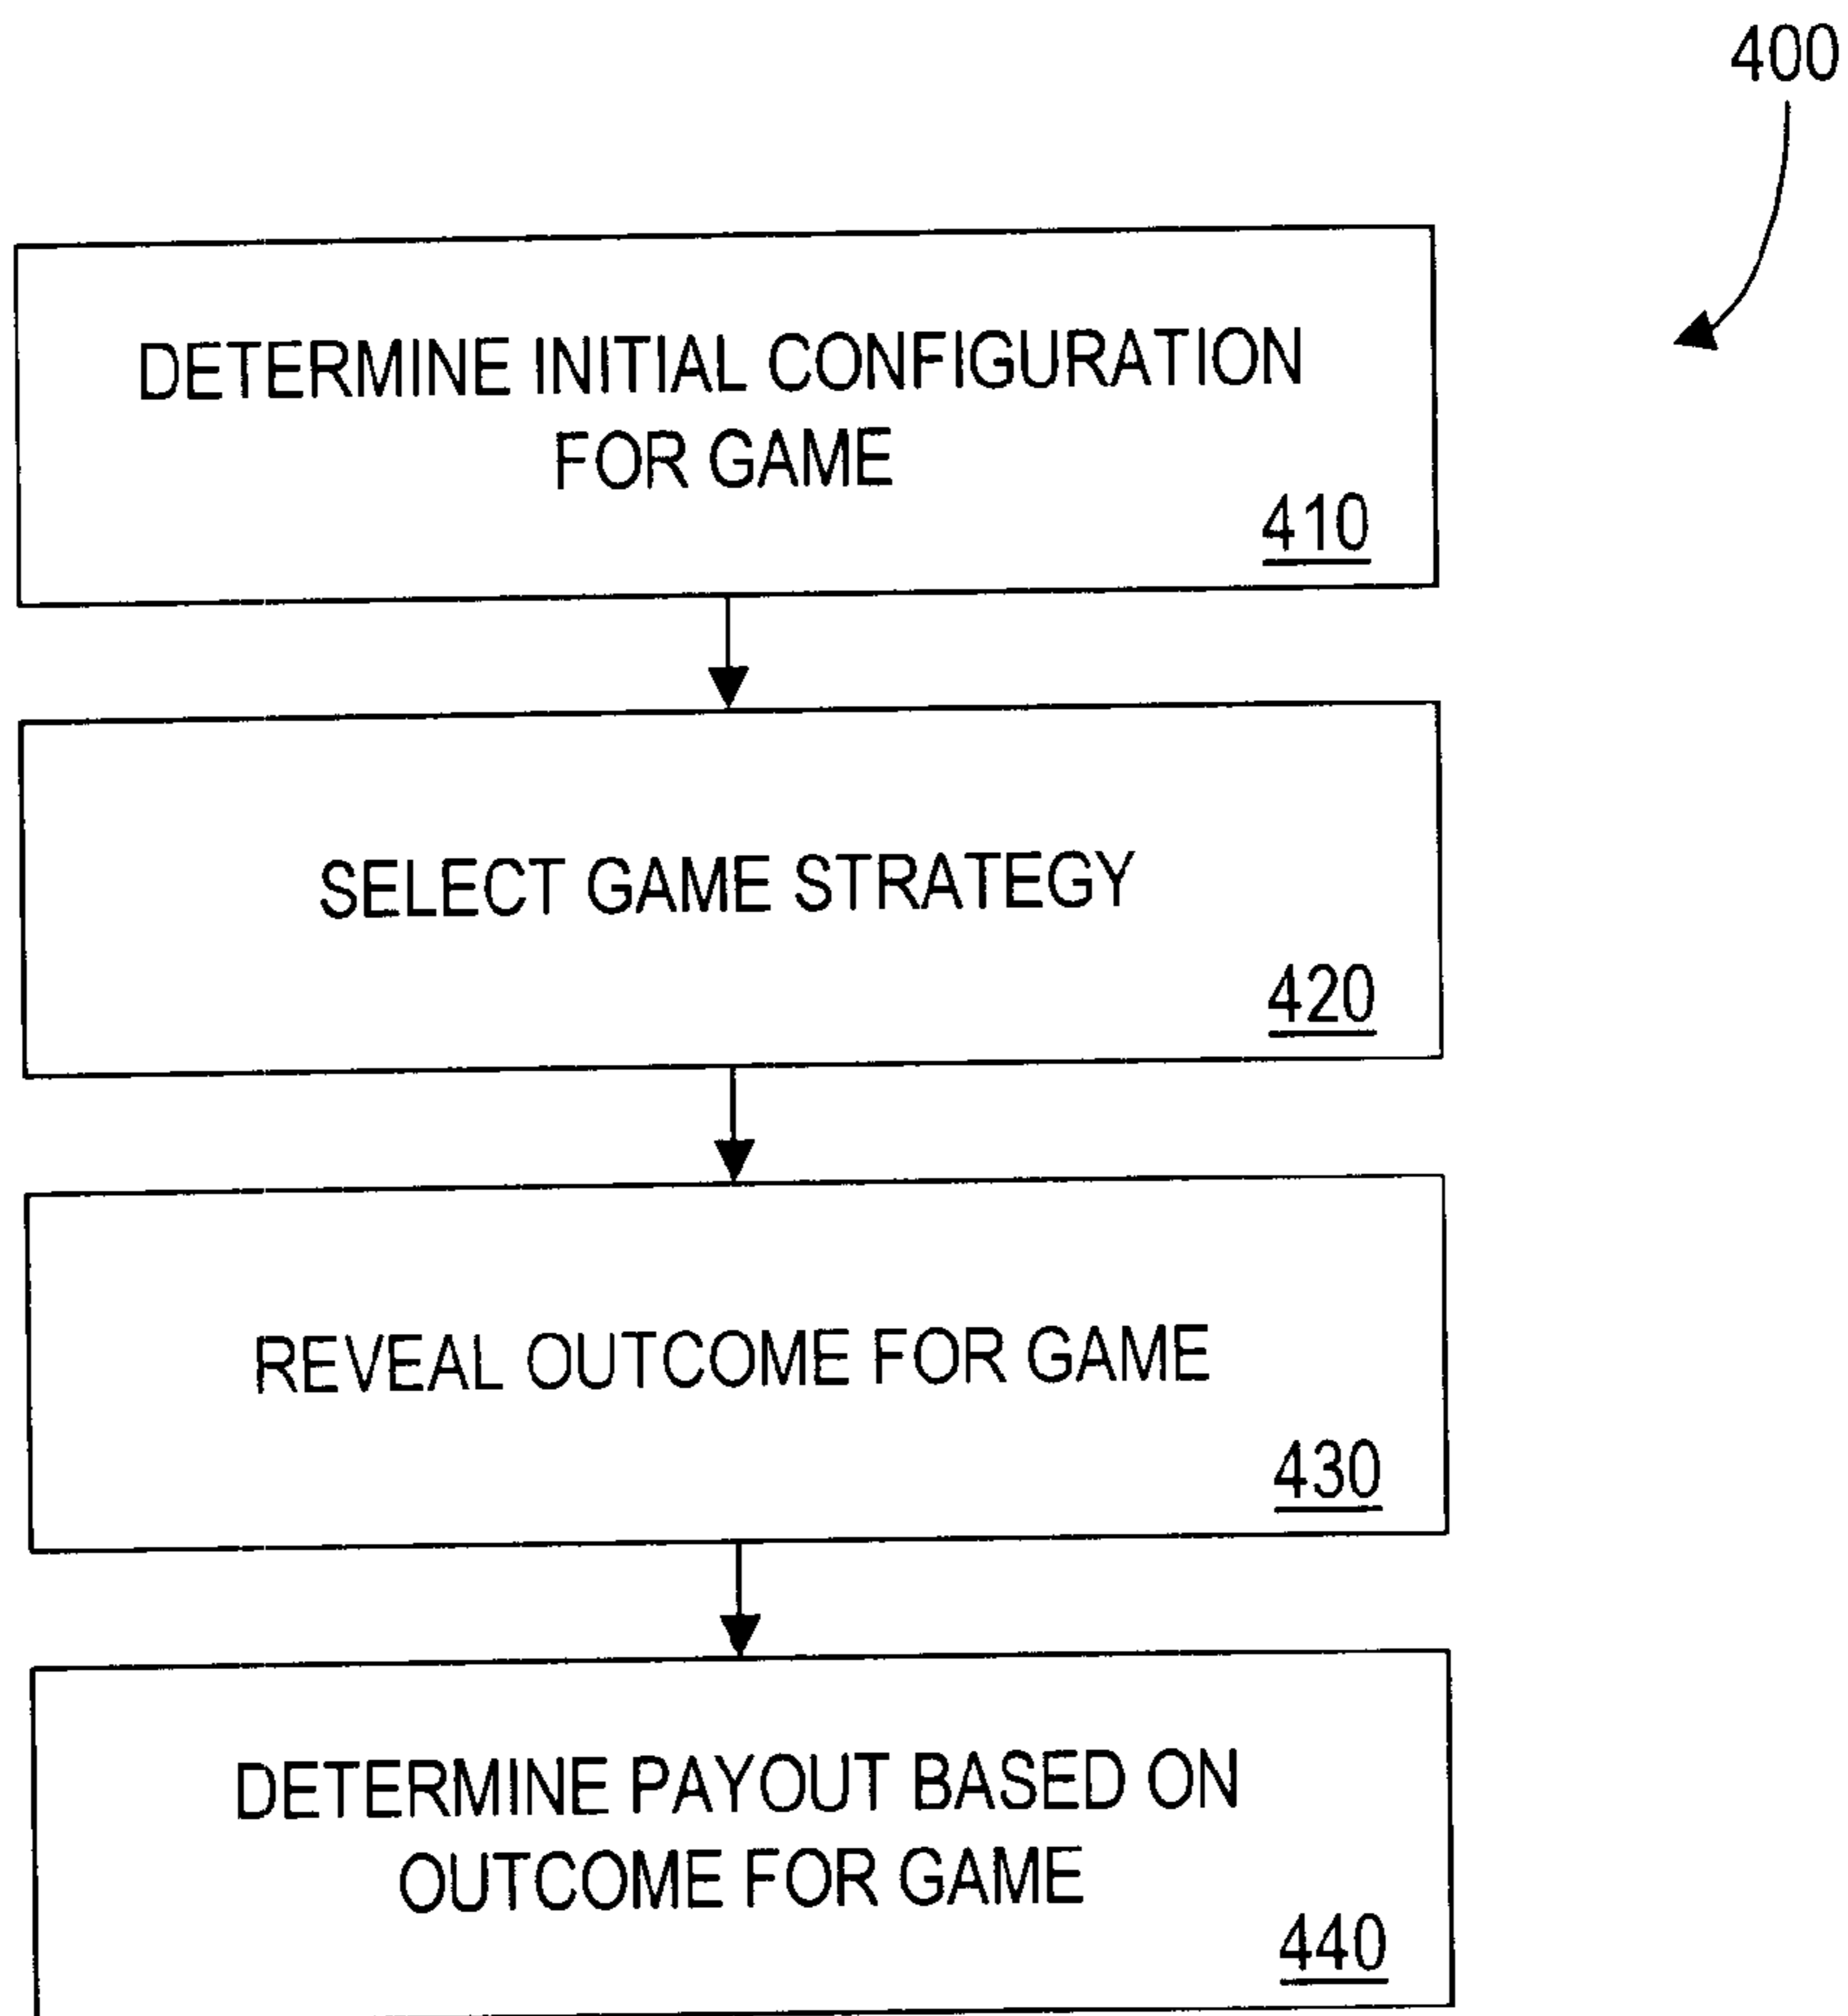 400
DETERMINE INITIAL CONFIGURATION
FOR GAME
410
SELECT GAME STRATEGY
420
REVEAL OUTCOME FOR GAME
430
DETERMINE PAYOUT BASED ON
OUTCOME FOR GAME
440